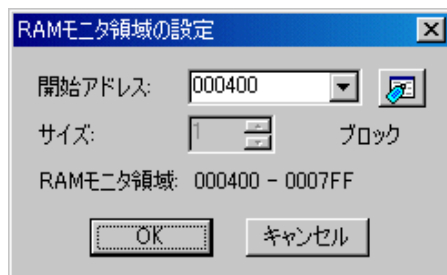 RAMモニタ領域の設定
開始アドレス: 000400
サイズ: 1 ブロック
RAMモニタ領域: 000400 - 0007FF
OK キャンセル